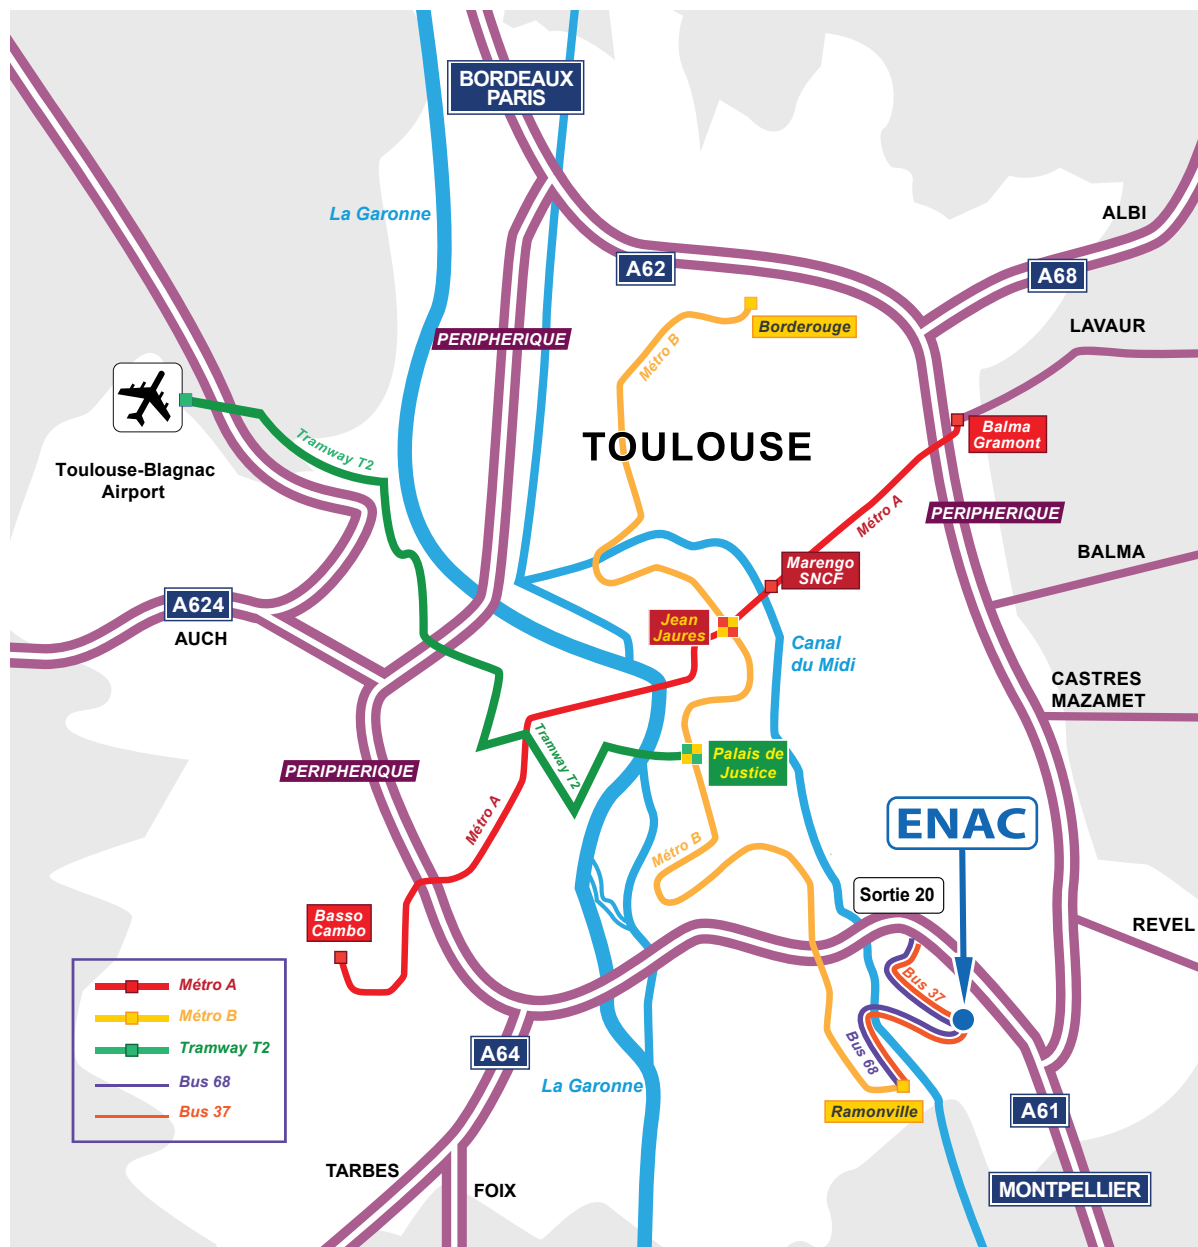 BORDEAUX
PARIS
La Garonne
ALBI
A62
A68
LAVAUR
Borderouge
PERIPHERIQUE
Métro B
Balma
Gramont
TOULOUSE
Tramway T2
Toulouse-Blagnac
Airport
Métro A
PERIPHERIQUE
BALMA
Marengo
SNCF
A624
AUCH
Jean
Jaures
Canal
du Midi
CASTRES
MAZAMET
Tramway T2
Palais de
Justice
PERIPHERIQUE
Métro A
ENAC
Métro B
Sortie 20
Basso
Cambo
REVEL
Métro A
Métro B
Tramway T2
Bus 68
Bus 37
Bus 37
Bus 68
A64
La Garonne
Ramonville
A61
TARBES
FOIX
MONTPELLIER